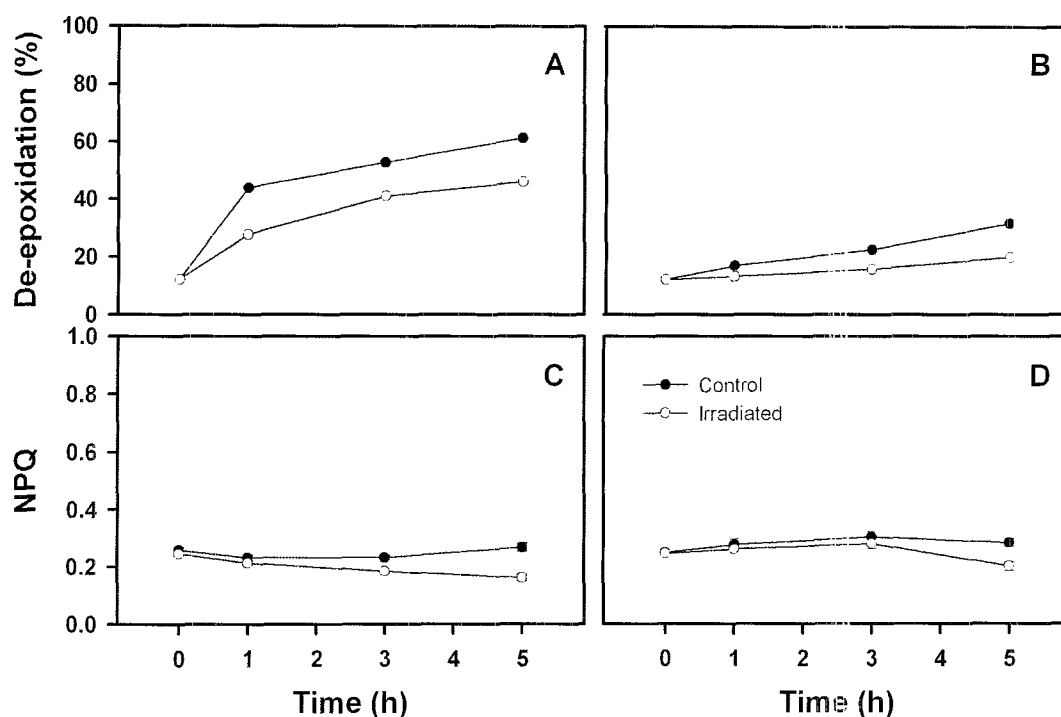 De-epoxidation (%)
100
80
60
40
20
0
A
B
NPQ
1.0
0.8
0.6
0.4
0.2
0.0
C
D
Control
Irradiated
0 1 2 3 4 5
0 1 2 3 4 5
Time (h)
Time (h)